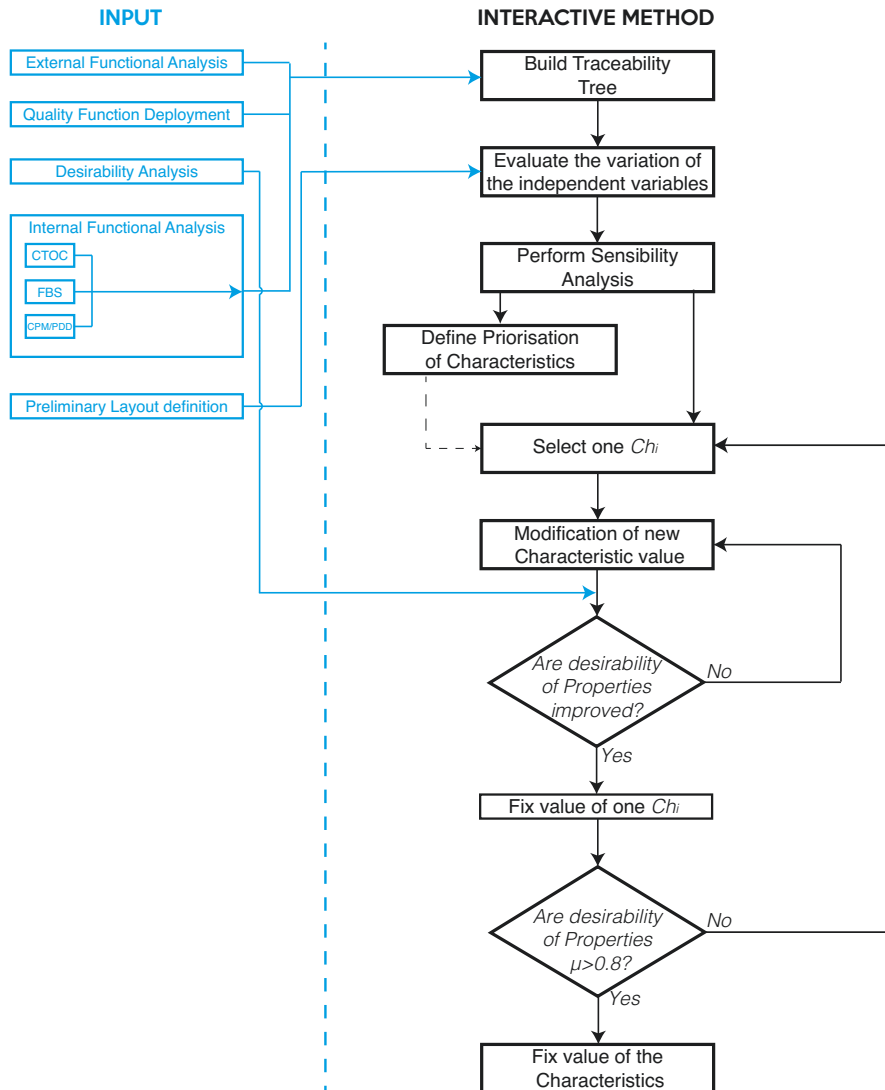 INPUT
External Functional Analysis
Quality Function Deployment
Desirability Analysis
Internal Functional Analysis
CTOC
FBS
CPM/PDD
Preliminary Layout definition
INTERACTIVE METHOD
Build Traceability
Tree
Evaluate the variation of
the independent variables
Perform Sensibility
Analysis
Define Priorisation
of Characteristics
Select one Chi
Modification of new
Characteristic value
Are desirability
of Properties
improved?
No
Yes
Fix value of one Chi
Are desirability
of Properties
µ>0.8?
No
Yes
Fix value of the
Characteristics